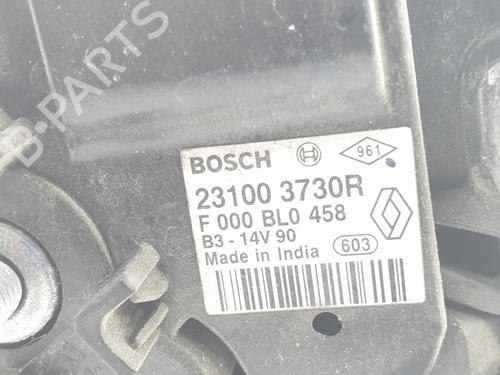 B-PARTS
BOSCH
961
23100 3730R
F 000 BL0 458
B3 - 14V 90
Made in India 603